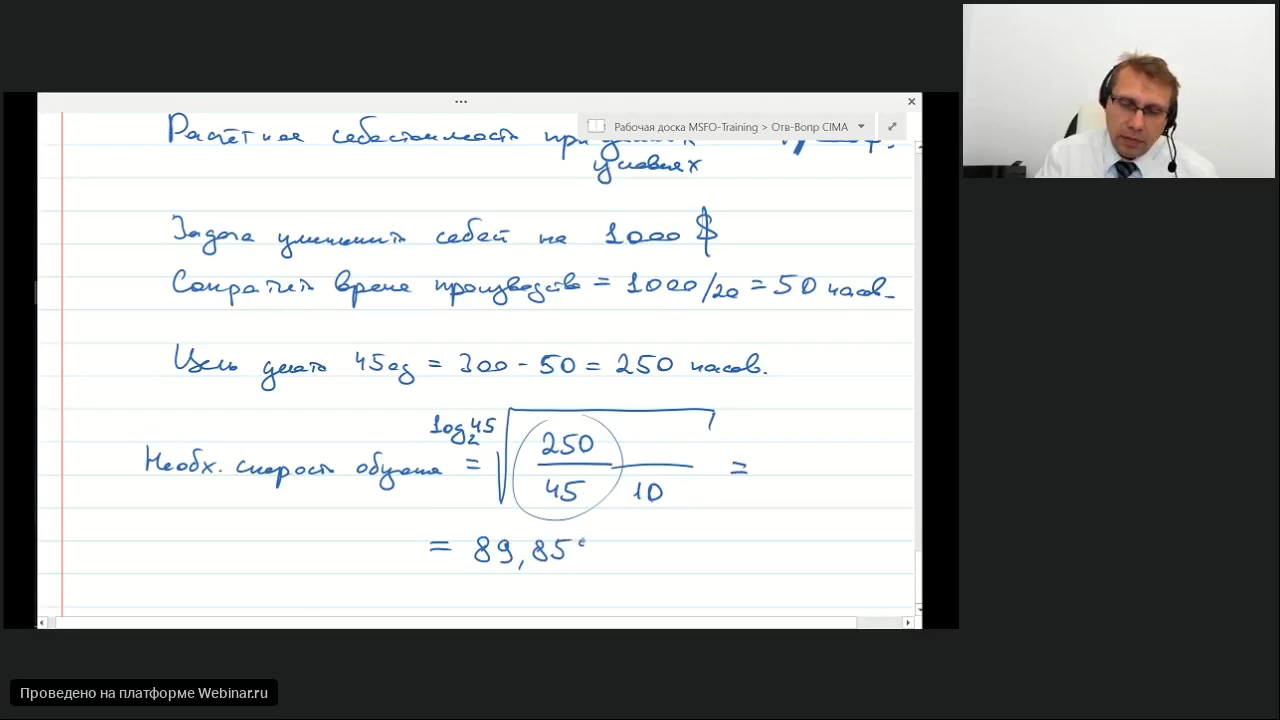 Рабочая доска MSFO-Training > Отв-Вопр CIMA
Расчётная себестоимость при
условиях
Задача уменьшить себест на 1000 $
Сократить время производства = 1000/20 = 50 часов.
Цель делать 45ед = 300 - 50 = 250 часов.
log₂45
Необх. скорость обучения = √ 250/45 / 10 =
= 89,85
Проведено на платформе Webinar.ru